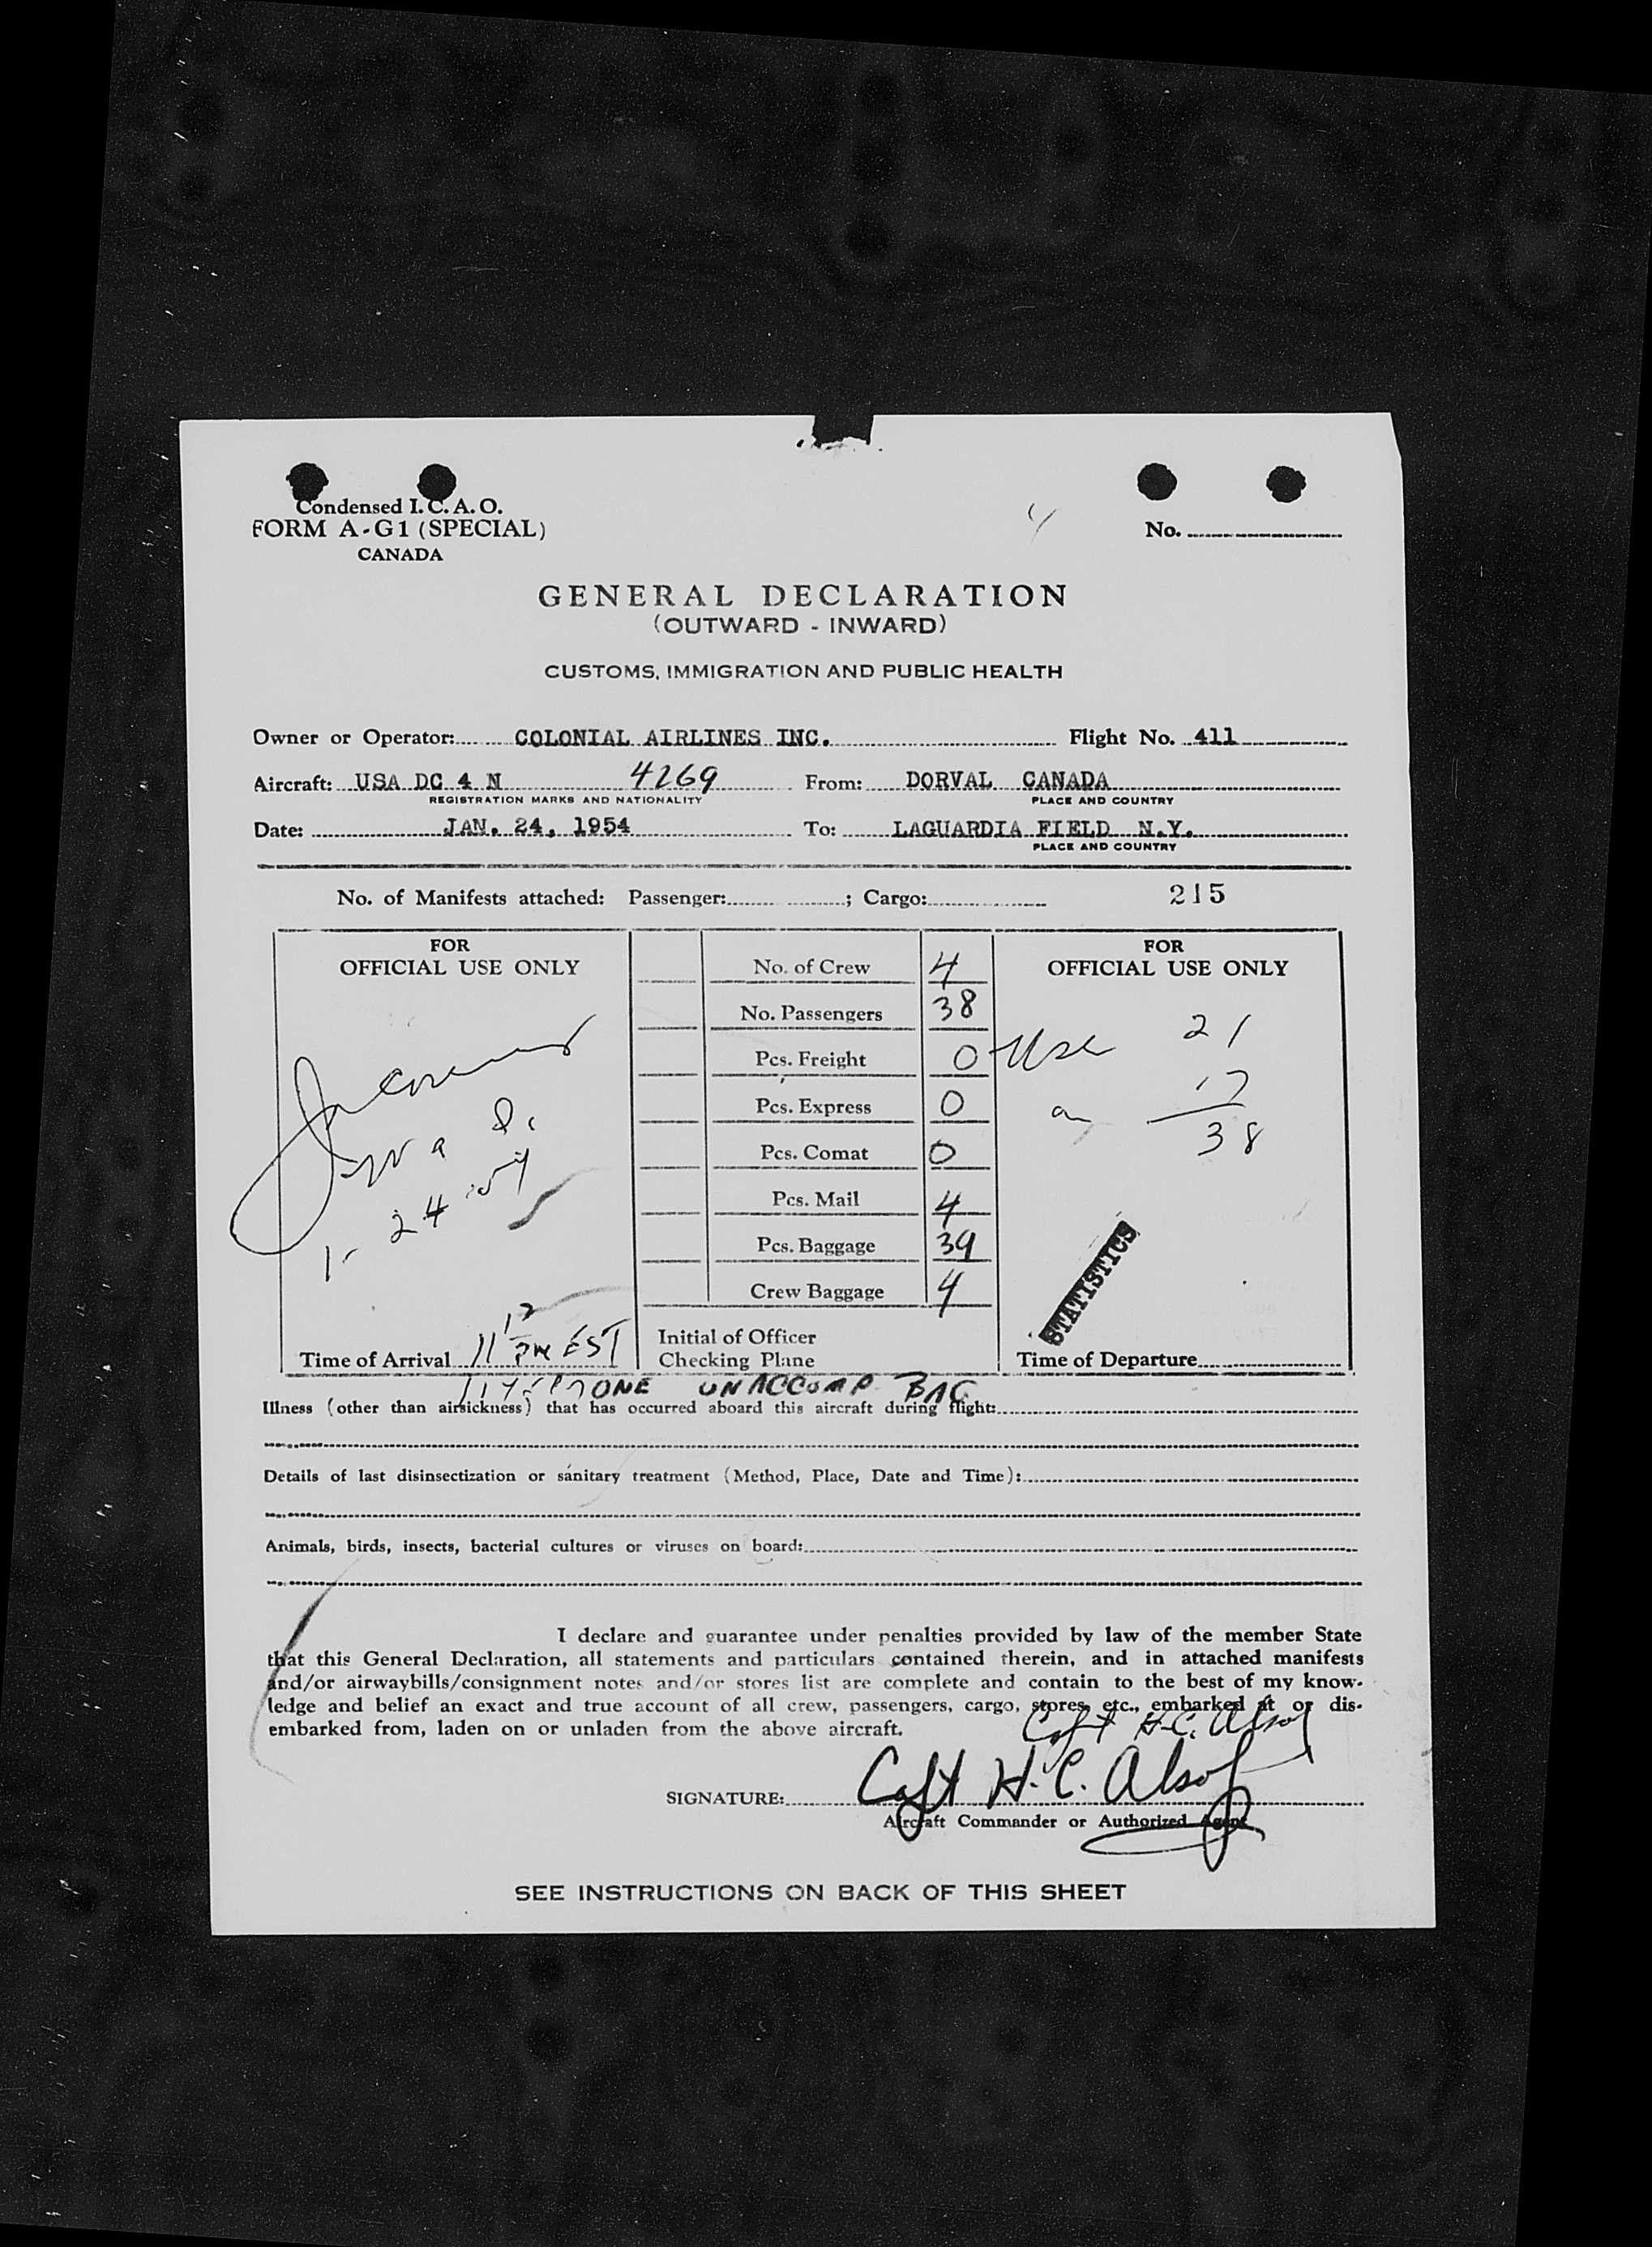 Condensed I. C. A. O.
FORM A-G1 (SPECIAL)
CANADA
4
No.
GENERAL DECLARATION
(OUTWARD - INWARD)
CUSTOMS, IMMIGRATION AND PUBLIC HEALTH
Owner or Operator: COLONIAL AIRLINES INC. Flight No. 411
Aircraft: USA DC 4 N 4269 From: DORVAL CANADA
REGISTRATION MARKS AND NATIONALITY PLACE AND COUNTRY
Date: JAN. 24, 1954 To: LAGUARDIA FIELD N.Y.
PLACE AND COUNTRY
No. of Manifests attached: Passenger: ; Cargo: 215
FOR
OFFICIAL USE ONLY
1- 24 54
Time of Arrival 11 12 PM EST
No. of Crew 4
No. Passengers 38
Pcs. Freight 0
Pcs. Express 0
Pcs. Comat 0
Pcs. Mail 4
Pcs. Baggage 39
Crew Baggage 4
Initial of Officer
Checking Plane
FOR
OFFICIAL USE ONLY
Usc 21
a 17
38
STATISTICS
Time of Departure
ONE UNACCOMP BAG
Illness (other than airsickness) that has occurred aboard this aircraft during flight:
Details of last disinsectization or sanitary treatment (Method, Place, Date and Time):
Animals, birds, insects, bacterial cultures or viruses on board:
I declare and guarantee under penalties provided by law of the member State
that this General Declaration, all statements and particulars contained therein, and in attached manifests
and/or airwaybills/consignment notes and/or stores list are complete and contain to the best of my know-
ledge and belief an exact and true account of all crew, passengers, cargo, stores, etc., embarked at or dis-
embarked from, laden on or unladen from the above aircraft.
Capt H.C. Alsop
SIGNATURE: Capt H.C. Alsop
Aircraft Commander or Authorized Agent
SEE INSTRUCTIONS ON BACK OF THIS SHEET